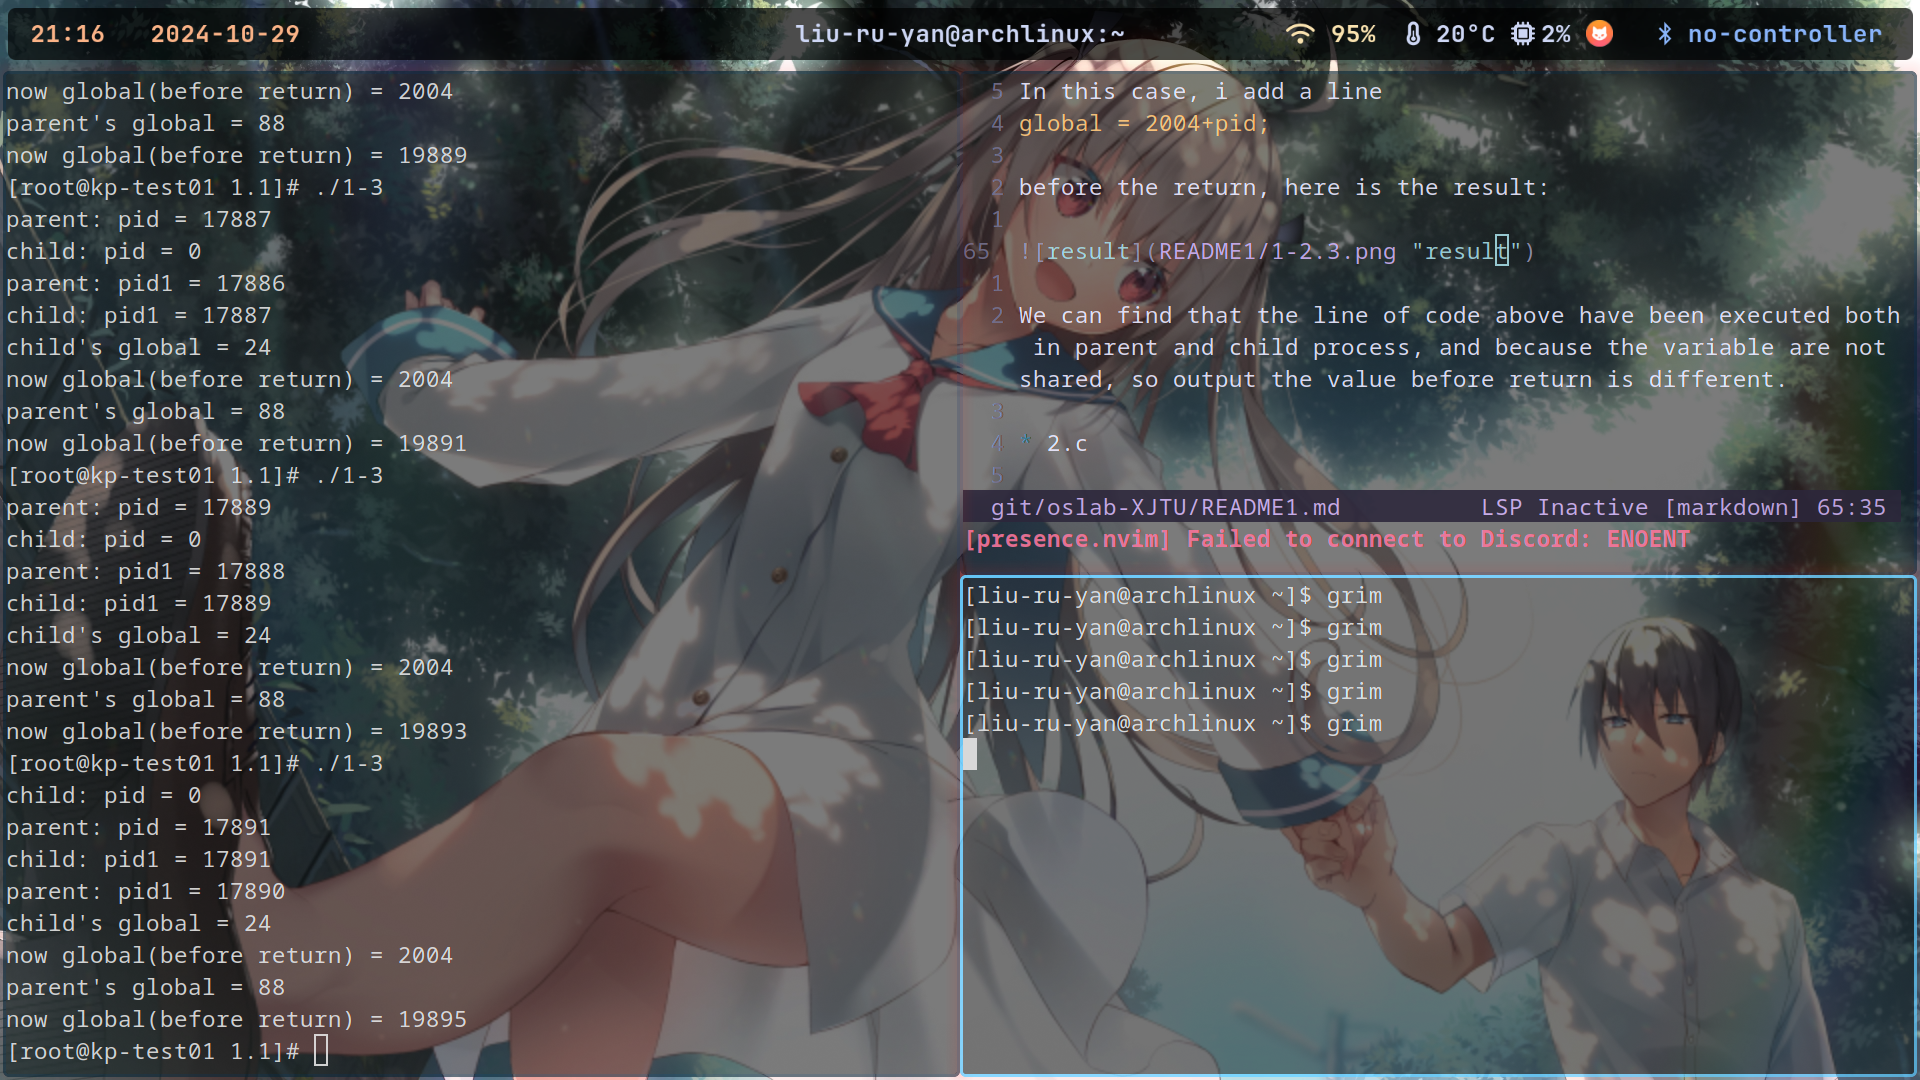 21:16 2024-10-29 liu-ru-yan@archlinux:~ 95% 20°C 2% no-controller
now global(before return) = 2004
parent's global = 88
now global(before return) = 19889
[root@kp-test01 1.1]# ./1-3
parent: pid = 17887
child: pid = 0
parent: pid1 = 17886
child: pid1 = 17887
child's global = 24
now global(before return) = 2004
parent's global = 88
now global(before return) = 19891
[root@kp-test01 1.1]# ./1-3
parent: pid = 17889
child: pid = 0
parent: pid1 = 17888
child: pid1 = 17889
child's global = 24
now global(before return) = 2004
parent's global = 88
now global(before return) = 19893
[root@kp-test01 1.1]# ./1-3
child: pid = 0
parent: pid = 17891
child: pid1 = 17891
parent: pid1 = 17890
child's global = 24
now global(before return) = 2004
parent's global = 88
now global(before return) = 19895
[root@kp-test01 1.1]#
5 In this case, i add a line
4 global = 2004+pid;
3
2 before the return, here is the result:
1
65 ![result](README1/1-2.3.png "result")
1
2 We can find that the line of code above have been executed both
in parent and child process, and because the variable are not
shared, so output the value before return is different.
3
4 * 2.c
5
git/oslab-XJTU/README1.md LSP Inactive [markdown] 65:35
[presence.nvim] Failed to connect to Discord: ENOENT
[liu-ru-yan@archlinux ~]$ grim
[liu-ru-yan@archlinux ~]$ grim
[liu-ru-yan@archlinux ~]$ grim
[liu-ru-yan@archlinux ~]$ grim
[liu-ru-yan@archlinux ~]$ grim